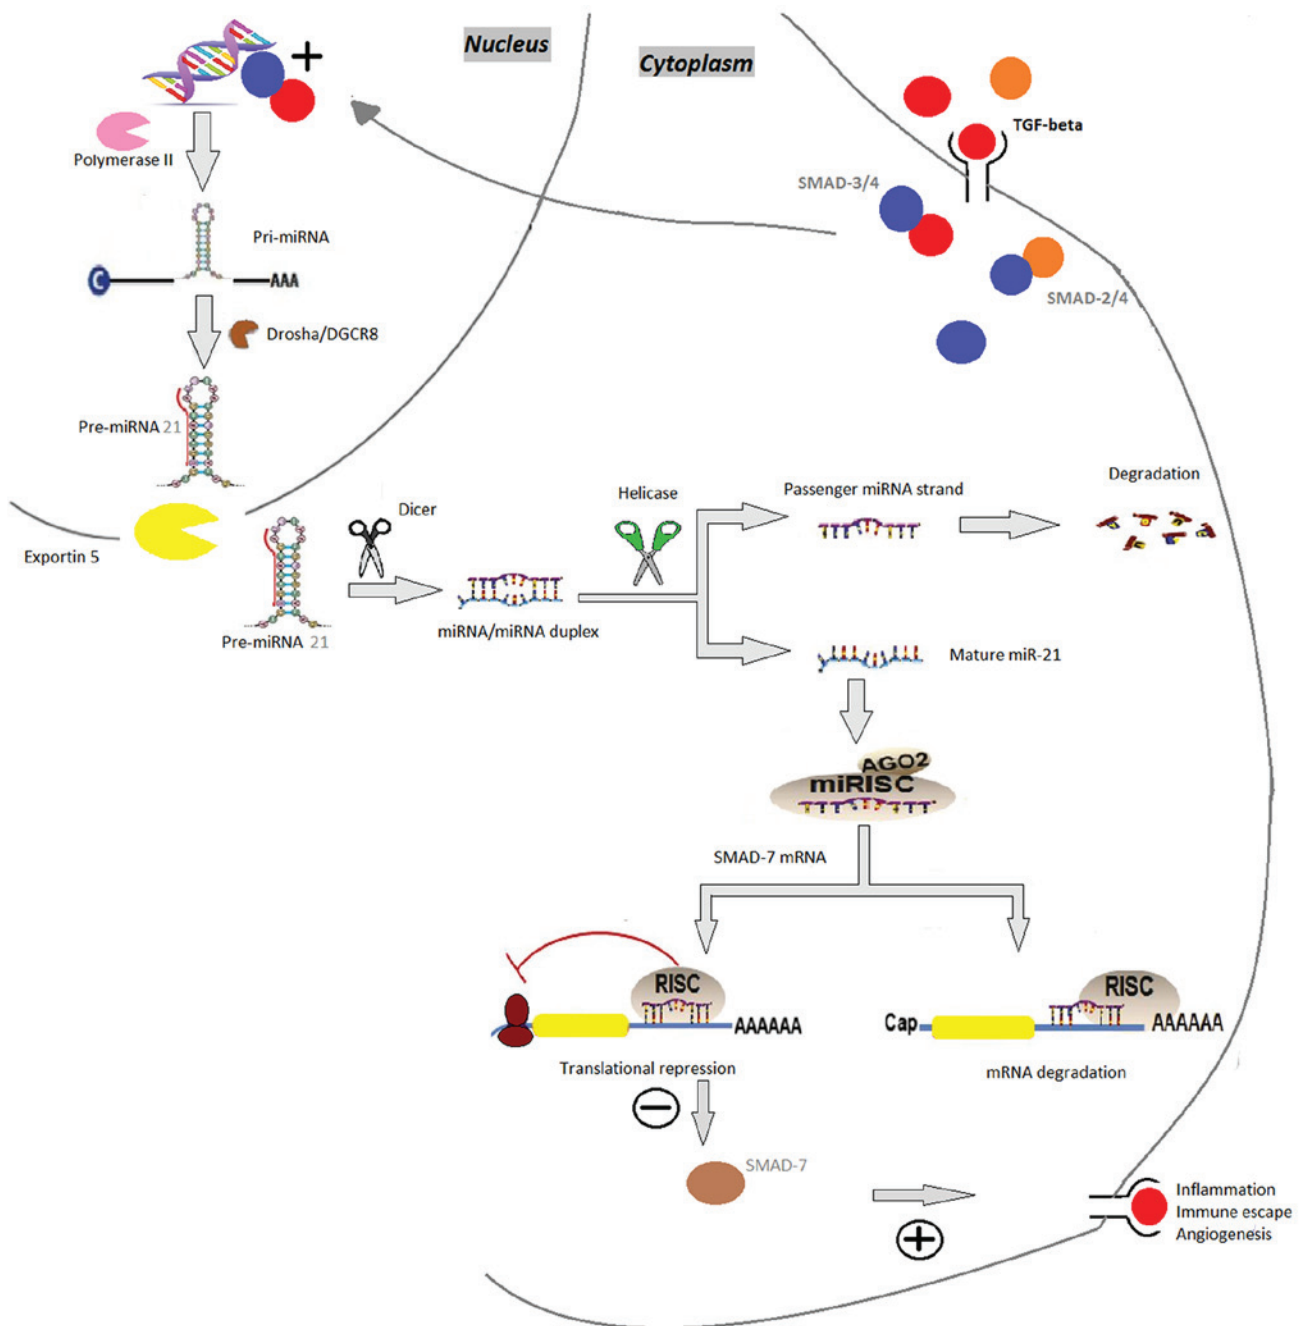 Nucleus
Cytoplasm
+
TGF-beta
Polymerase II
SMAD-3/4
Pri-miRNA
C
AAA
SMAD-2/4
Drosha/DGCR8
Pre-miRNA 21
Exportin 5
Dicer
Helicase
Passenger miRNA strand
Degradation
Pre-miRNA 21
miRNA/miRNA duplex
Mature miR-21
AGO2
miRISC
SMAD-7 mRNA
RISC
AAAAAA
Translational repression
RISC
Cap
AAAAAA
mRNA degradation
−
SMAD-7
+
Inflammation
Immune escape
Angiogenesis